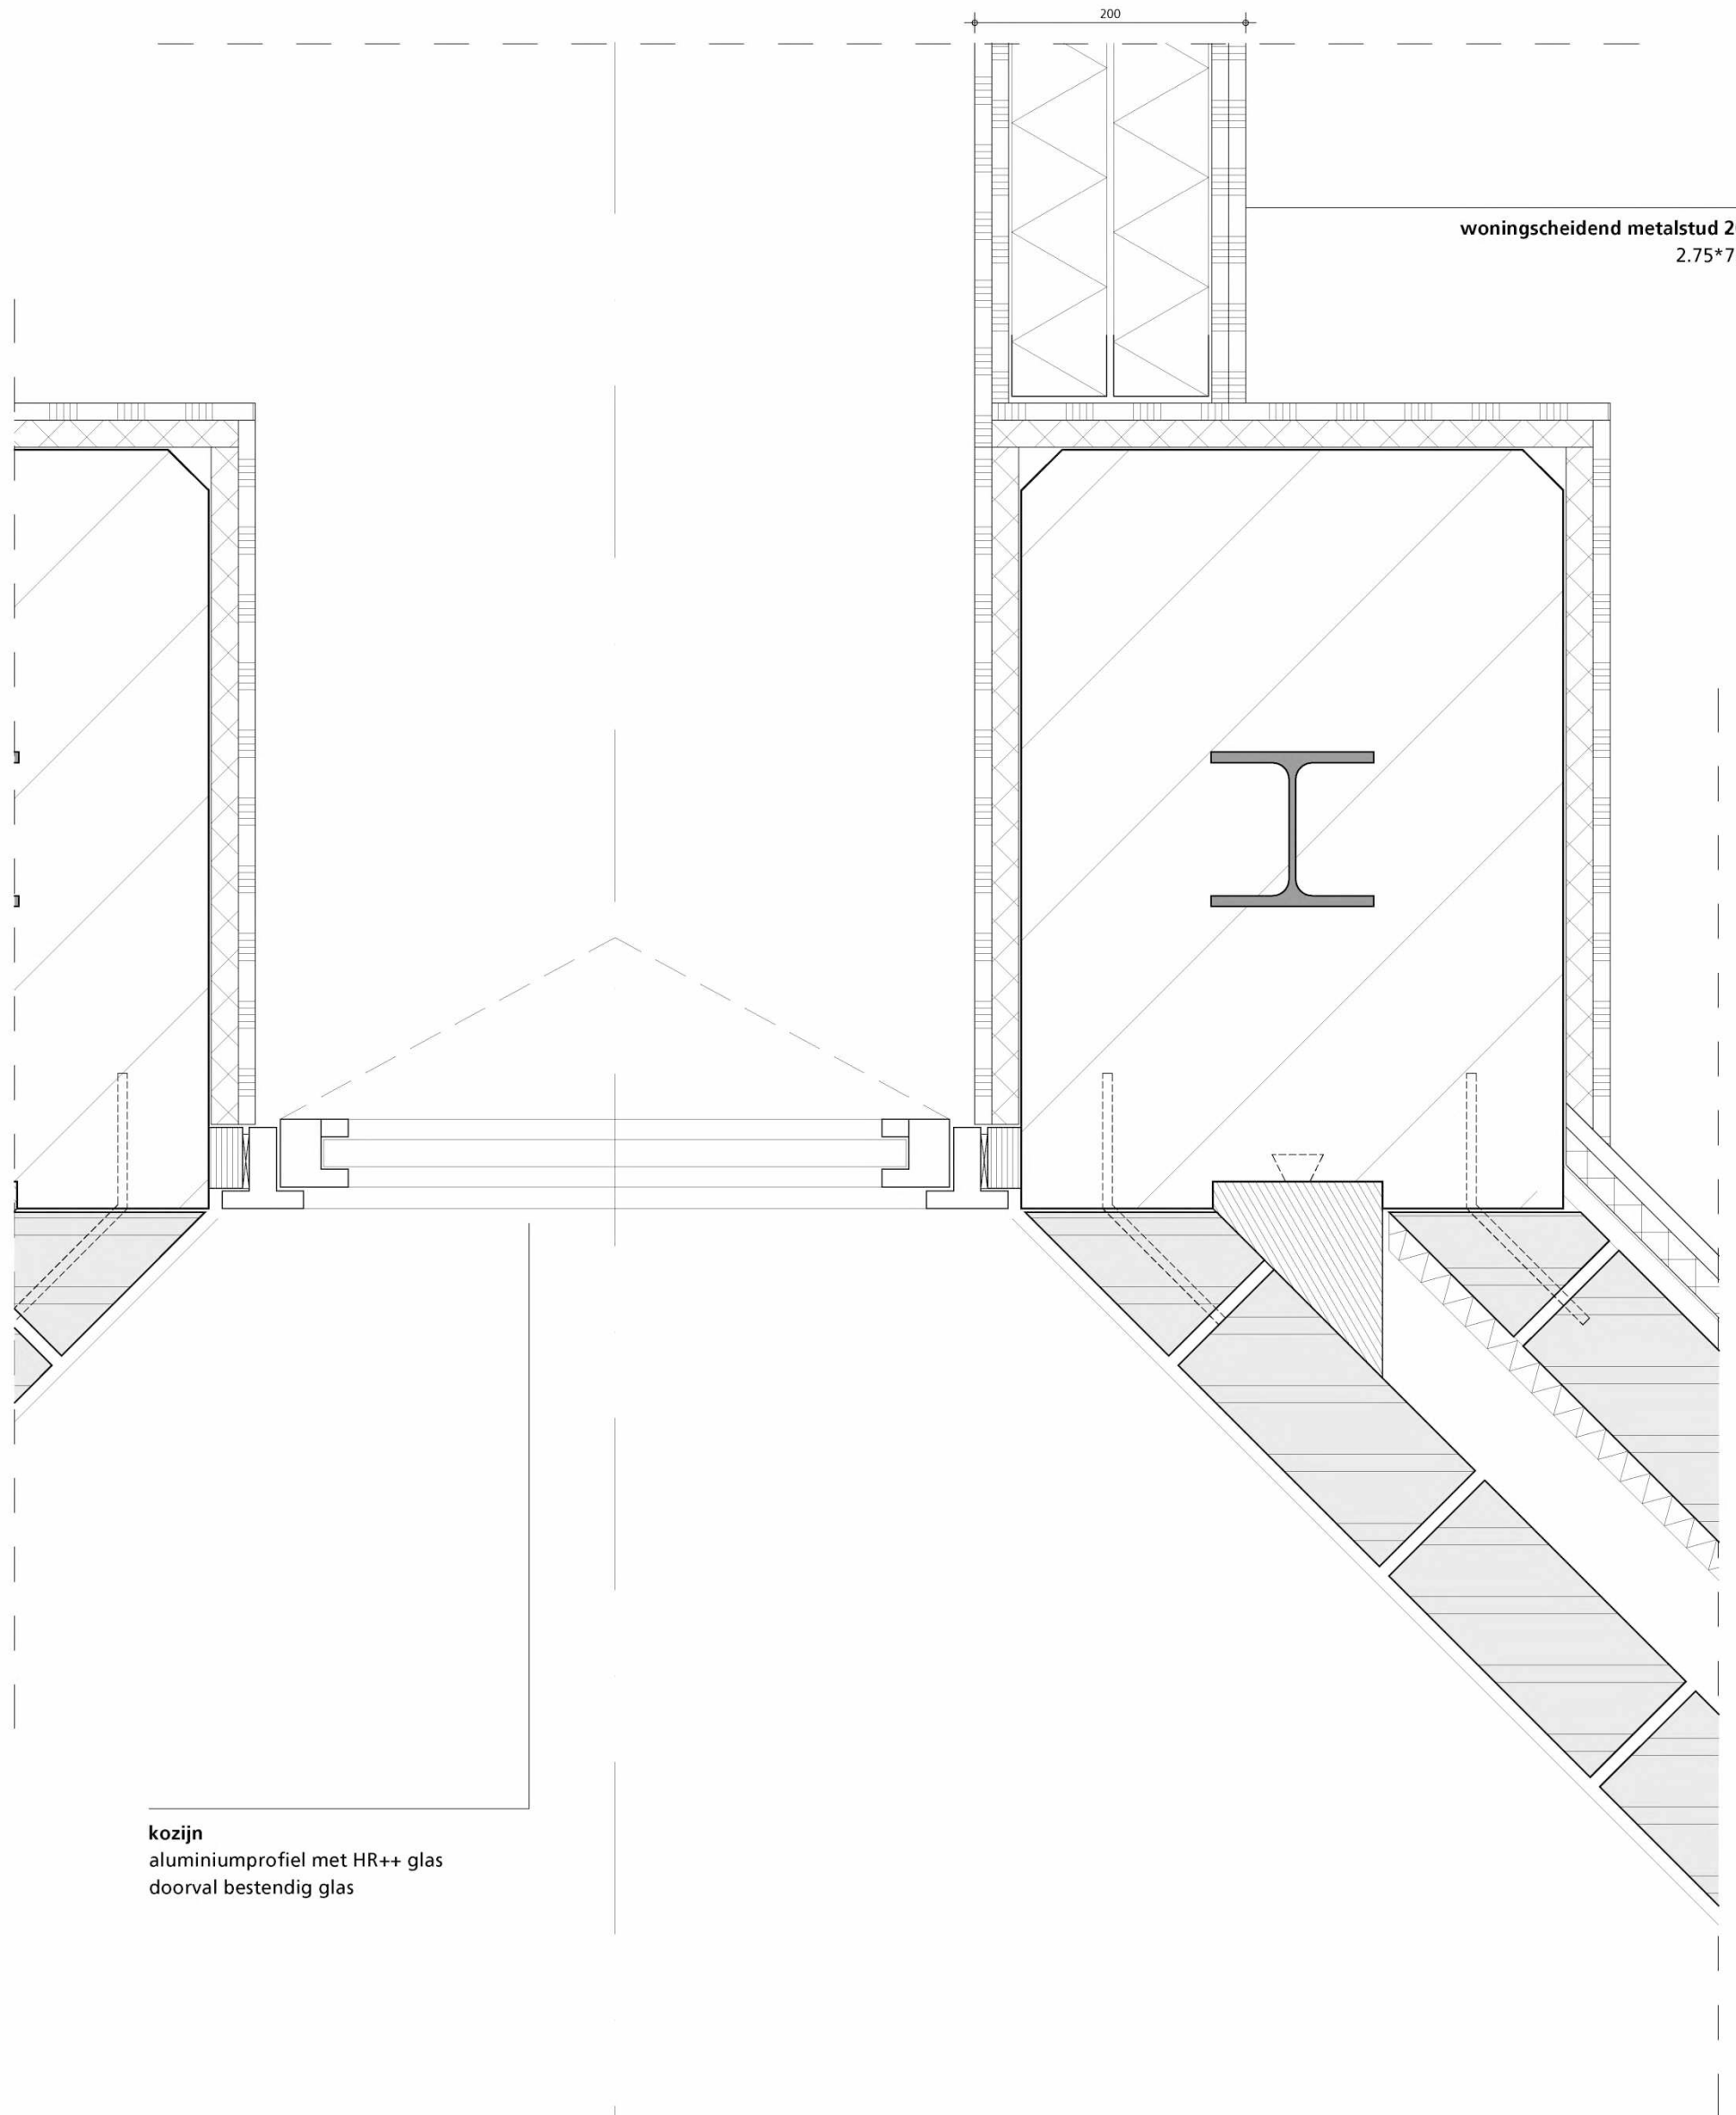 200
woningscheidend metalstud 2
2.75*7
kozijn
aluminiumprofiel met HR++ glas
doorval bestendig glas